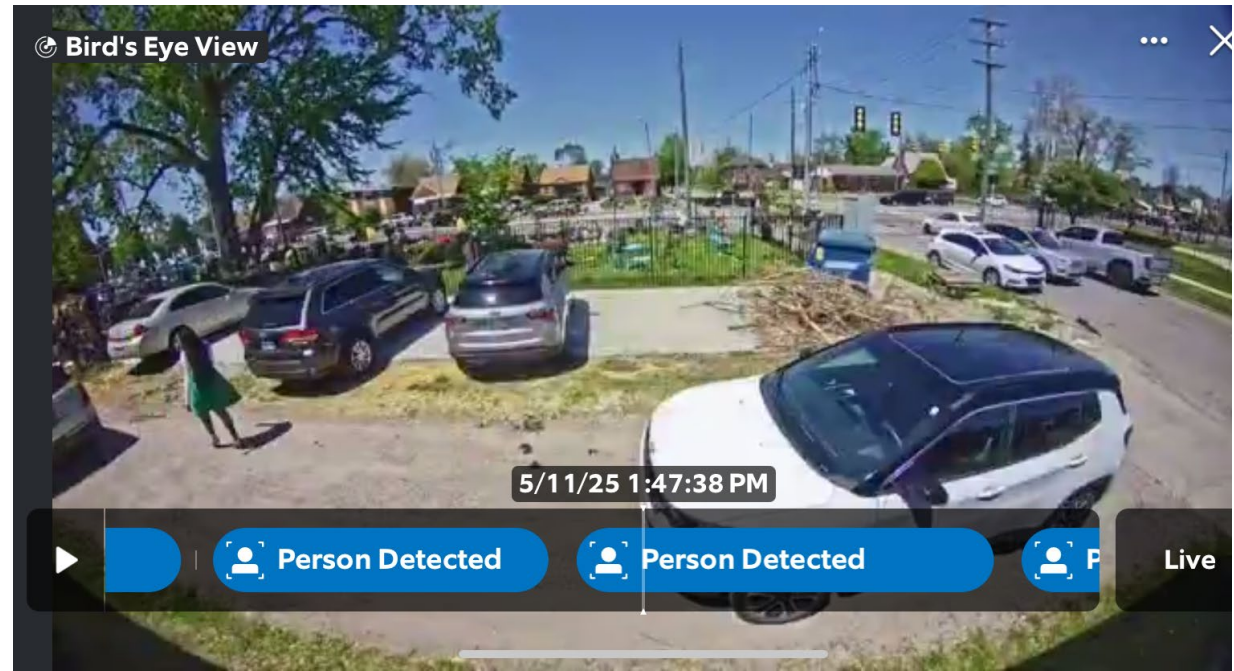 Bird's Eye View
5/11/25 1:47:38 PM
Person Detected
Person Detected
P
Live